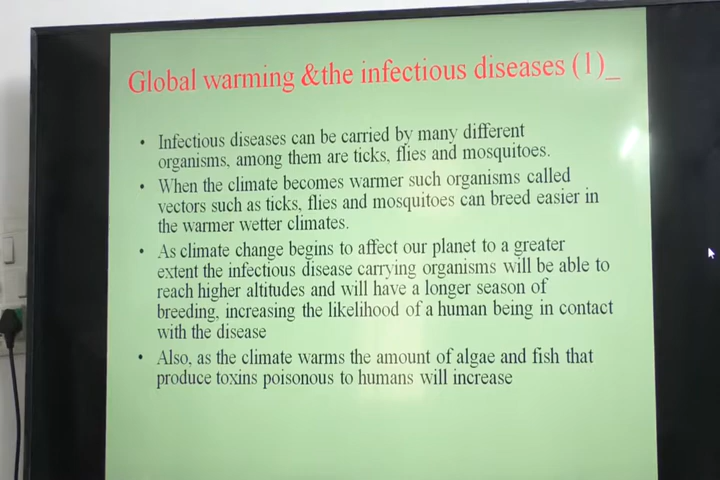 Global warming &the infectious diseases (1)_
• Infectious diseases can be carried by many different
organisms, among them are ticks, flies and mosquitoes.
• When the climate becomes warmer such organisms called
vectors such as ticks, flies and mosquitoes can breed easier in
the warmer wetter climates.
• As climate change begins to affect our planet to a greater
extent the infectious disease carrying organisms will be able to
reach higher altitudes and will have a longer season of
breeding, increasing the likelihood of a human being in contact
with the disease
• Also, as the climate warms the amount of algae and fish that
produce toxins poisonous to humans will increase